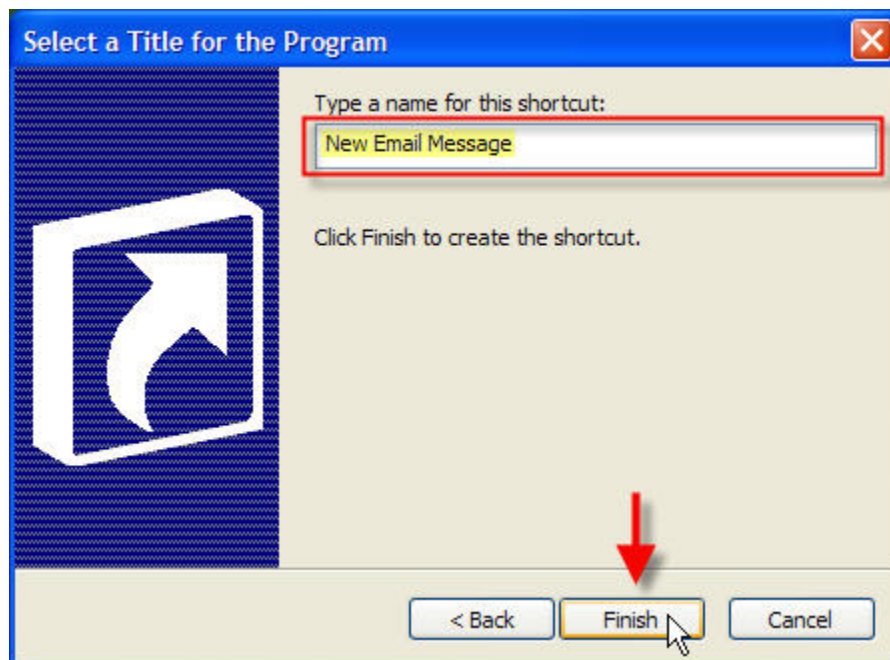 Select a Title for the Program
Type a name for this shortcut:
New Email Message
Click Finish to create the shortcut.
< Back
Finish
Cancel